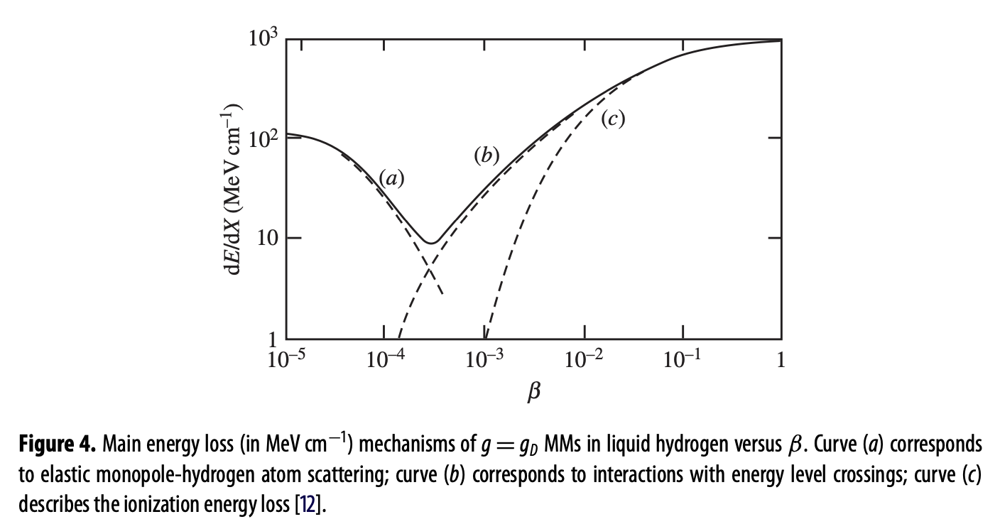 10³
10²
10
1
dE/dX (MeV cm⁻¹)
(a)
(b)
(c)
10⁻⁵ 10⁻⁴ 10⁻³ 10⁻² 10⁻¹ 1
β
Figure 4. Main energy loss (in MeV cm⁻¹) mechanisms of g = g_D MMs in liquid hydrogen versus β. Curve (a) corresponds
to elastic monopole-hydrogen atom scattering; curve (b) corresponds to interactions with energy level crossings; curve (c)
describes the ionization energy loss [12].